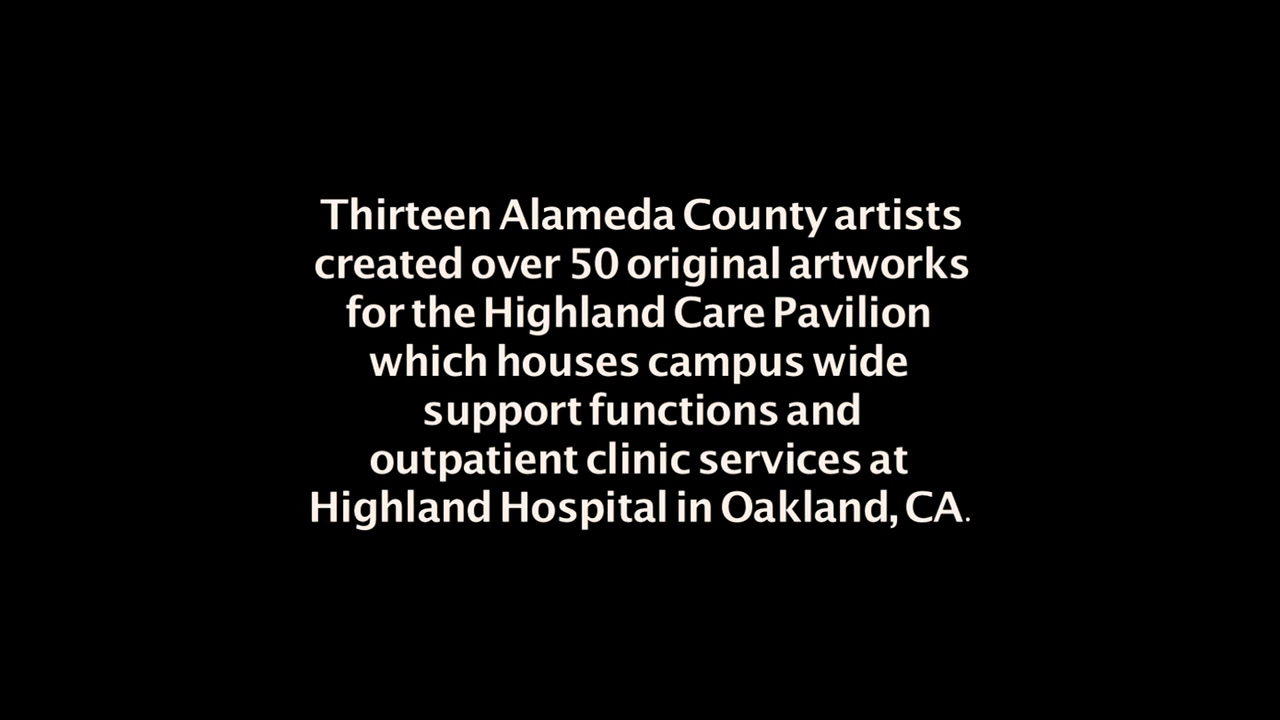 Thirteen Alameda County artists
created over 50 original artworks
for the Highland Care Pavilion
which houses campus wide
support functions and
outpatient clinic services at
Highland Hospital in Oakland, CA.